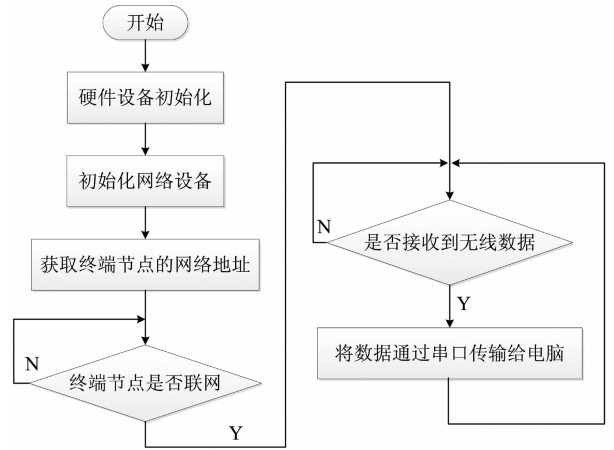 开始
硬件设备初始化
初始化网络设备
获取终端节点的网络地址
N
终端节点是否联网
Y
N
是否接收到无线数据
Y
将数据通过串口传输给电脑